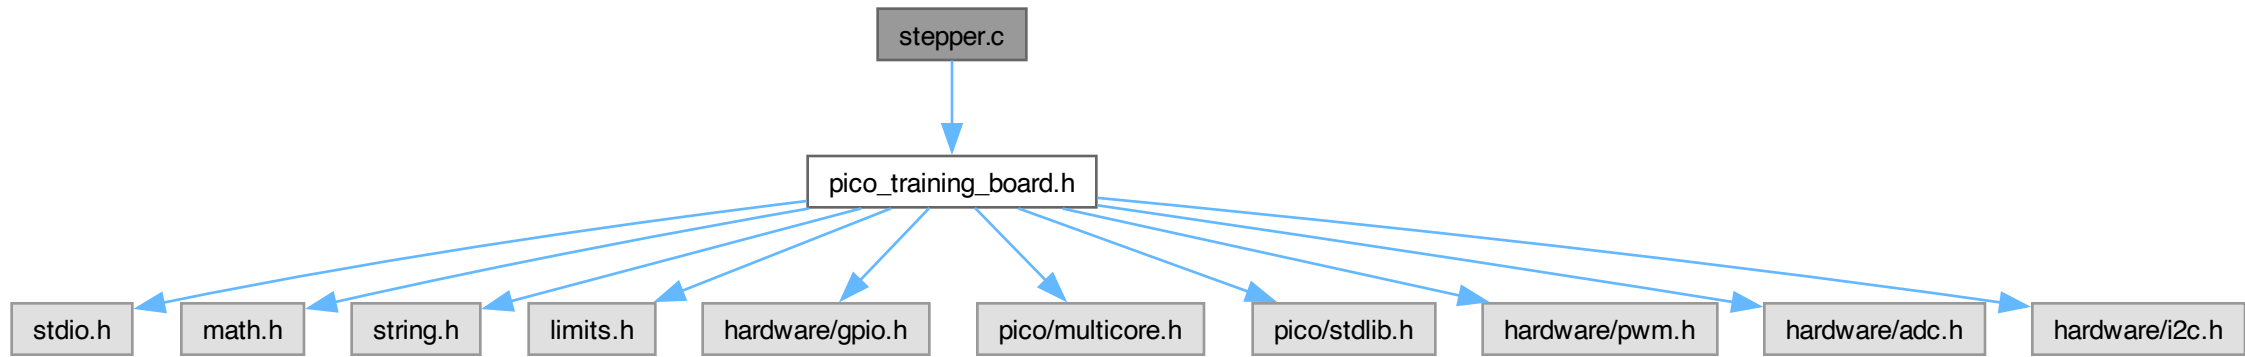 stepper.c
pico_training_board.h
stdio.h
math.h
string.h
limits.h
hardware/gpio.h
pico/multicore.h
pico/stdlib.h
hardware/pwm.h
hardware/adc.h
hardware/i2c.h